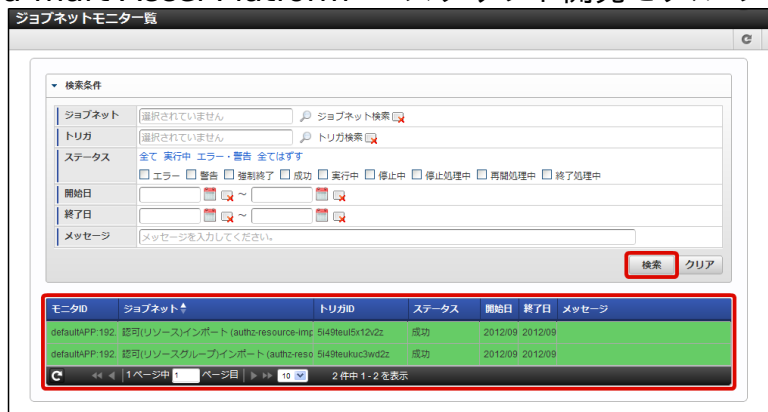 ジョブネットモニター一覧
検索条件
ジョブネット 選択されていません ジョブネット検索
トリガ 選択されていません トリガ検索
ステータス 全て 実行中 エラー・警告 全てはずす
エラー 警告 強制終了 成功 実行中 停止中 停止処理中 再開処理中 終了処理中
開始日 ~
終了日 ~
メッセージ メッセージを入力してください。
検索 クリア
モニタID ジョブネット トリガID ステータス 開始日 終了日 メッセージ
defaultAPP:192. 認可(リソース)インポート (authz-resource-imp 5i49teul5x12v2z 成功 2012/09 2012/09
defaultAPP:192. 認可(リソースグループ)インポート (authz-reso 5i49teukuc3wd2z 成功 2012/09 2012/09
1ページ中 1 ページ目 10 2 件中 1 - 2 を表示